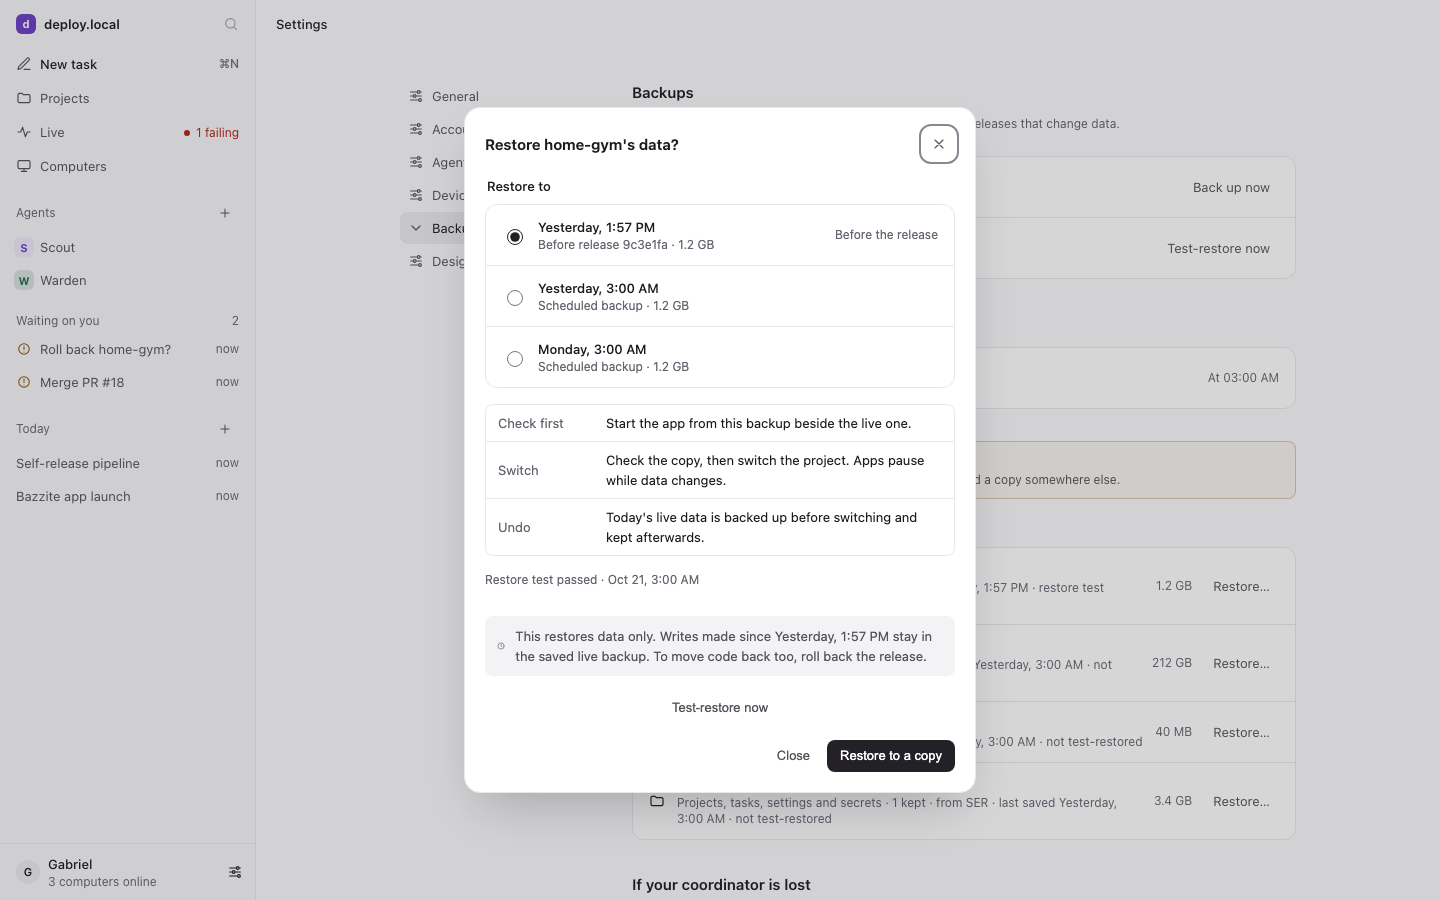 d deploy.local
New task ⌘N
Projects
Live 1 failing
Computers
Agents
S Scout
W Warden
Waiting on you 2
Roll back home-gym? now
Merge PR #18 now
Today
Self-release pipeline now
Bazzite app launch now
G Gabriel
3 computers online
Settings
General
Backups
eleases that change data.
Back up now
Test-restore now
At 03:00 AM
d a copy somewhere else.
, 1:57 PM · restore test
1.2 GB Restore...
Yesterday, 3:00 AM · not
212 GB Restore...
y, 3:00 AM · not test-restored
40 MB Restore...
Projects, tasks, settings and secrets · 1 kept · from SER · last saved Yesterday,
3:00 AM · not test-restored
3.4 GB Restore...
If your coordinator is lost
Restore home-gym's data?
Restore to
Yesterday, 1:57 PM
Before release 9c3e1fa · 1.2 GB
Before the release
Yesterday, 3:00 AM
Scheduled backup · 1.2 GB
Monday, 3:00 AM
Scheduled backup · 1.2 GB
Check first
Start the app from this backup beside the live one.
Switch
Check the copy, then switch the project. Apps pause
while data changes.
Undo
Today's live data is backed up before switching and
kept afterwards.
Restore test passed · Oct 21, 3:00 AM
This restores data only. Writes made since Yesterday, 1:57 PM stay in
the saved live backup. To move code back too, roll back the release.
Test-restore now
Close
Restore to a copy